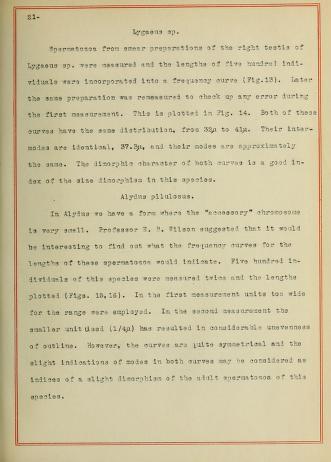 21-
Lygaeus sp.
Spermatozoa from smear preparations of the right testis of
Lygaeus sp. were measured and the lengths of five hundred indi-
viduals were incorporated into a frequency curve (Fig.13). Later
the same preparation was remeasured to check up any error during
the first measurement. This is plotted in Fig. 14. Both of these
curves have the same distribution, from 32µ to 41µ. Their inter-
modes are identical, 37.3µ, and their modes are approximately
the same. The dimorphic character of both curves is a good in-
dex of the size dimorphism in this species.
Alydus pilulosus.
In Alydus we have a form where the "accessory" chromosome
is very small. Professor E. B. Wilson suggested that it would
be interesting to find out what the frequency curves for the
lengths of these spermatozoa would indicate. Five hundred in-
dividuals of this species were measured twice and the lengths
plotted (Figs. 15,16). In the first measurement units too wide
for the range were employed. In the second measurement the
smaller unit used (1/4µ) has resulted in considerable unevenness
of outline. However, the curves are quite symmetrical and the
slight indications of modes in both curves may be considered as
indices of a slight dimorphism of the adult spermatozoa of this
species.